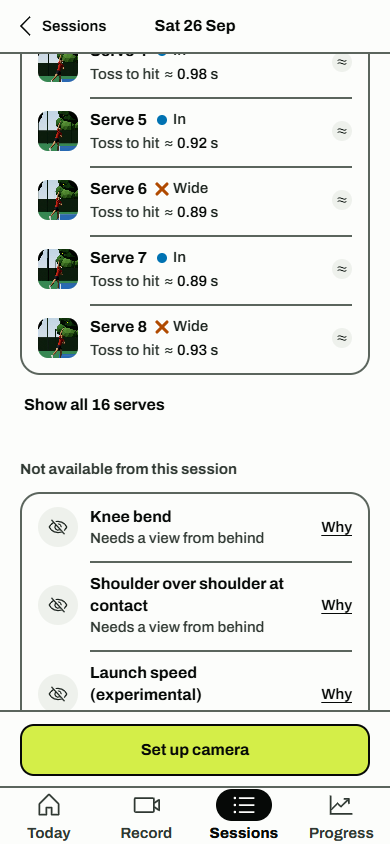 Sessions
Sat 26 Sep
In
Toss to hit ≈ 0.98 s
≈
Serve 5 In
Toss to hit ≈ 0.92 s
≈
Serve 6 Wide
Toss to hit ≈ 0.89 s
≈
Serve 7 In
Toss to hit ≈ 0.89 s
≈
Serve 8 Wide
Toss to hit ≈ 0.93 s
≈
Show all 16 serves
Not available from this session
Knee bend
Needs a view from behind
Why
Shoulder over shoulder at
contact
Needs a view from behind
Why
Launch speed
(experimental)
Why
Set up camera
Today
Record
Sessions
Progress